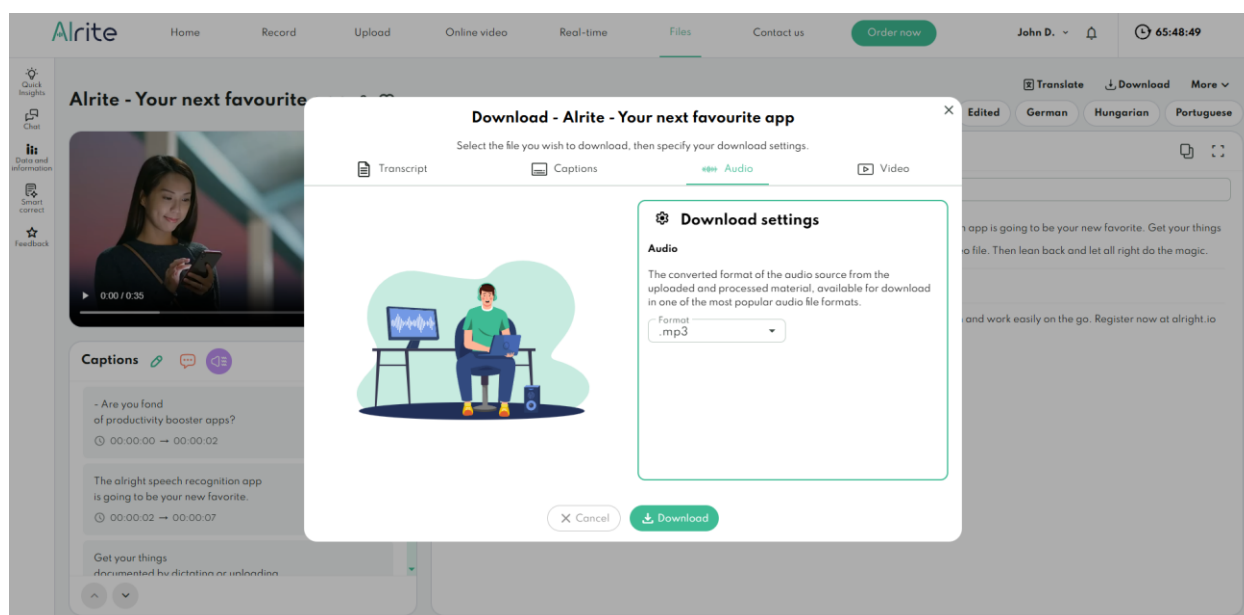 Alrite
Home Record Upload Online video Real-time Files Contact us Order now John D. 65:48:49
Quick
Insights
Chat
Data and
information
Smart
correct
Feedback
Alrite - Your next favourite
Translate Download More
Edited German Hungarian Portuguese
0:00 / 0:35
Captions
- Are you fond
of productivity booster apps?
00:00:00 → 00:00:02
The alright speech recognition app
is going to be your new favorite.
00:00:02 → 00:00:07
Get your things
documented by dictating or uploading
Download - Alrite - Your next favourite app
Select the file you wish to download, then specify your download settings.
Transcript Captions Audio Video
Download settings
Audio
The converted format of the audio source from the
uploaded and processed material, available for download
in one of the most popular audio file formats.
Format
.mp3
Cancel Download
app is going to be your new favorite. Get your things
file. Then lean back and let all right do the magic.
and work easily on the go. Register now at alright.io